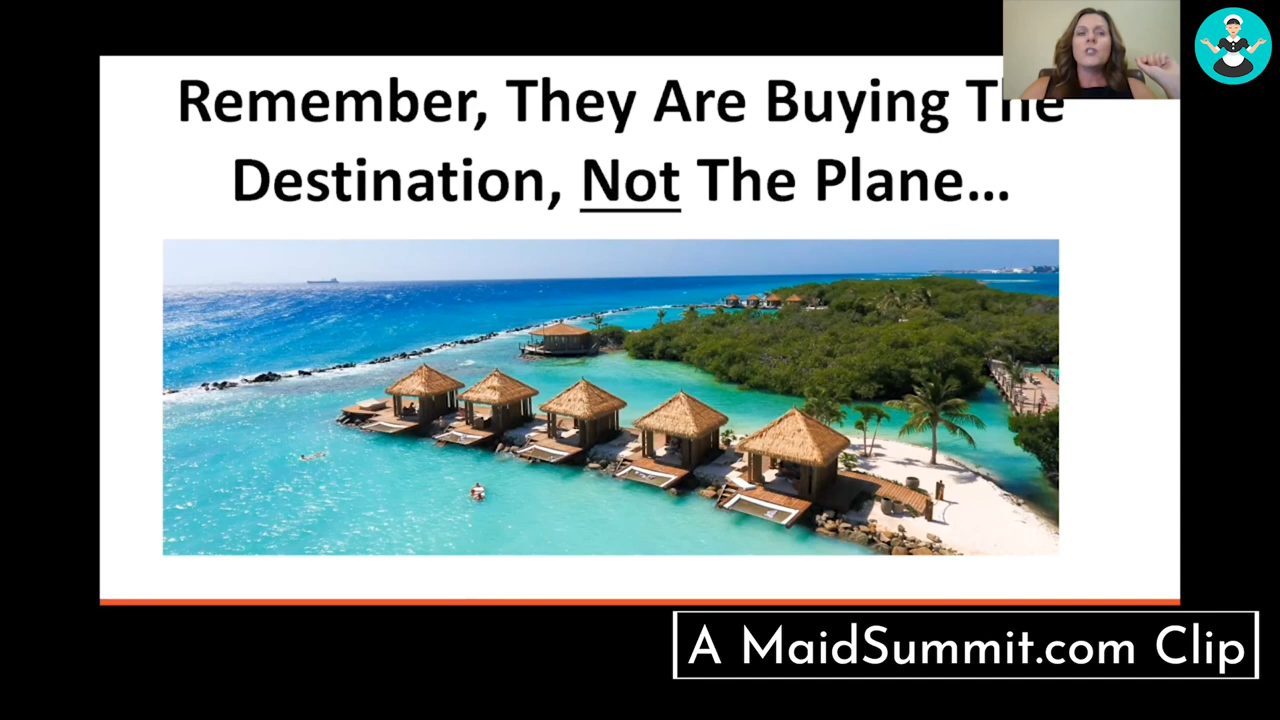 Remember, They Are Buying The
Destination, Not The Plane...
A MaidSummit.com Clip